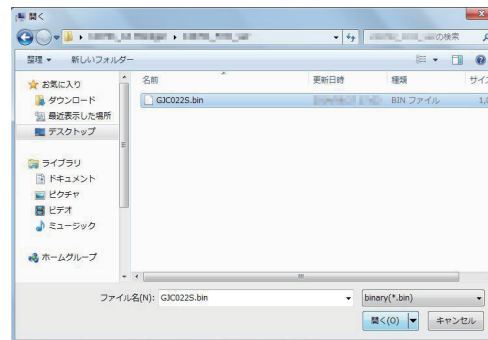 開く
の検索
整理 ▼ 新しいフォルダー
名前 更新日時 種類 サイ
お気に入り
ダウンロード
最近表示した場所
デスクトップ
GJC022S.bin BIN ファイル 1,0
ライブラリ
ドキュメント
ピクチャ
ビデオ
ミュージック
ホームグループ
ファイル名(N): GJC022S.bin binary(*.bin)
開く(O) キャンセル